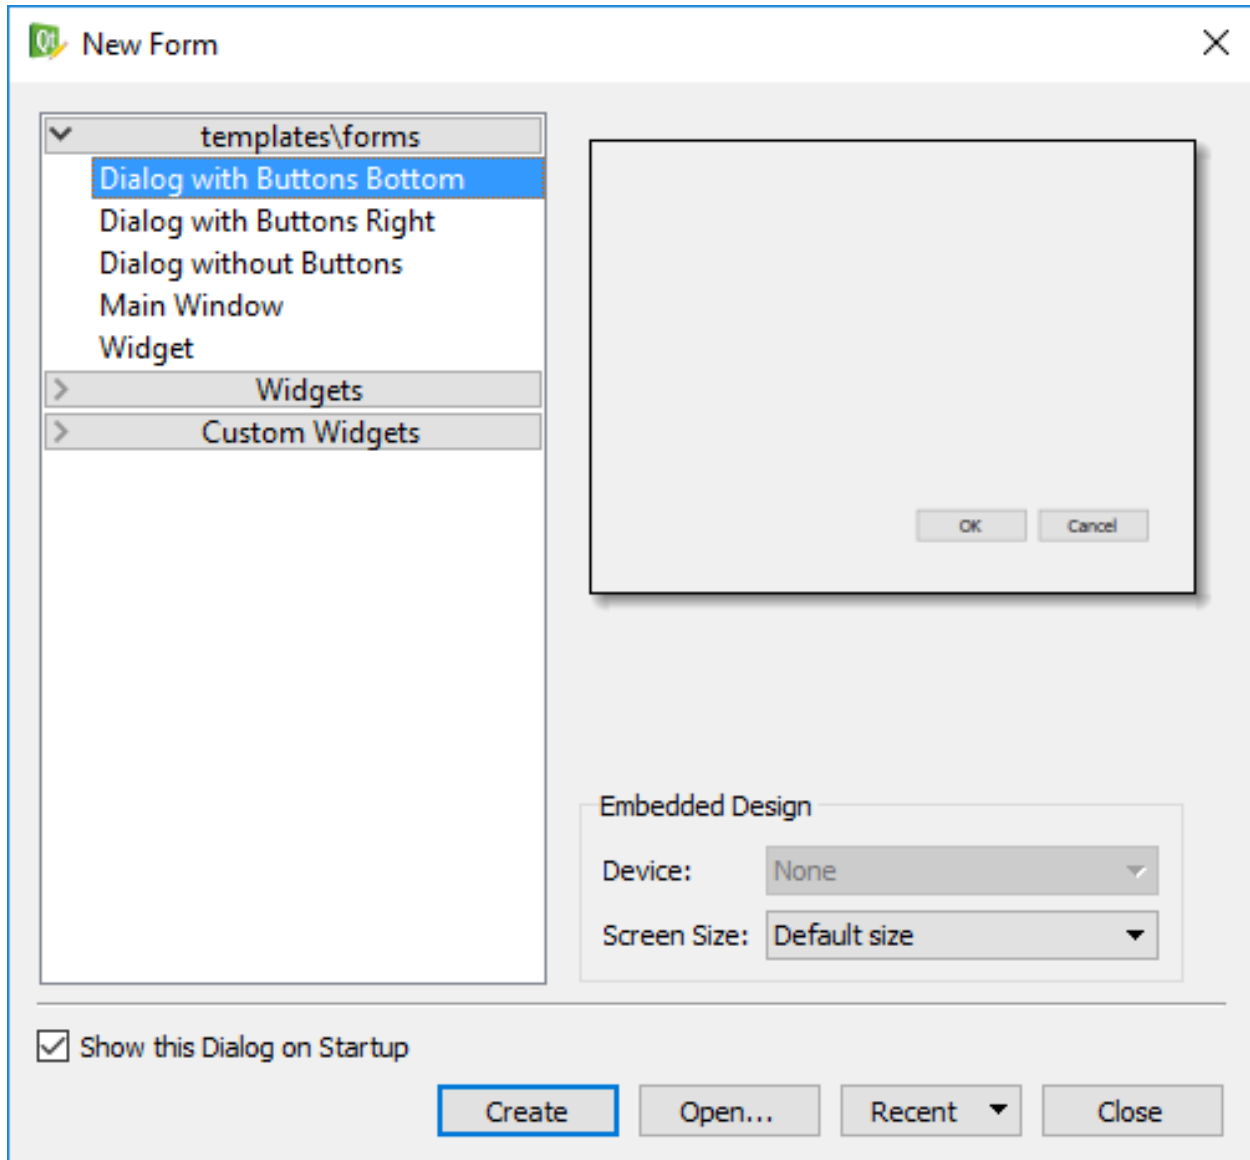 New Form
templates\forms
Dialog with Buttons Bottom
Dialog with Buttons Right
Dialog without Buttons
Main Window
Widget
Widgets
Custom Widgets
OK Cancel
Embedded Design
Device: None
Screen Size: Default size
Show this Dialog on Startup
Create Open... Recent Close